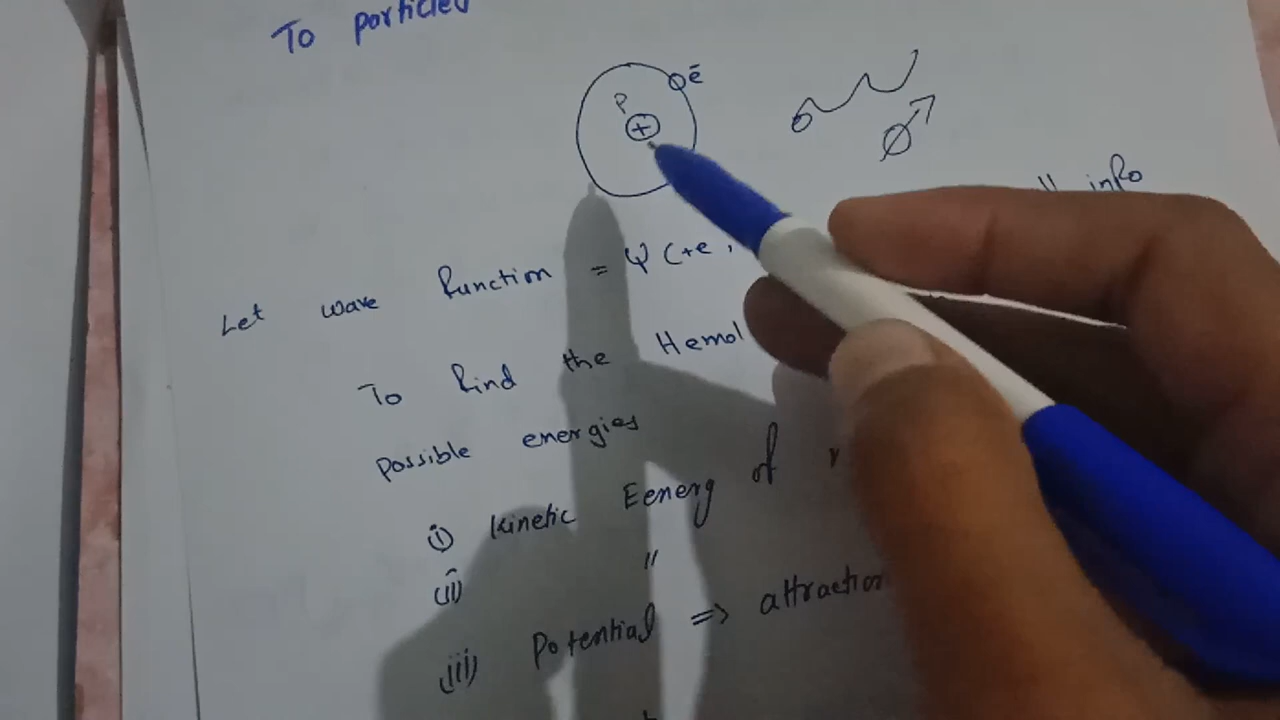 To particles
ē
P
+
" info
Let wave function = Ψ (re,
To find the Hemol
possible energies
(i) kinetic Eenerg of
(ii) "
(iii) Potential => attraction